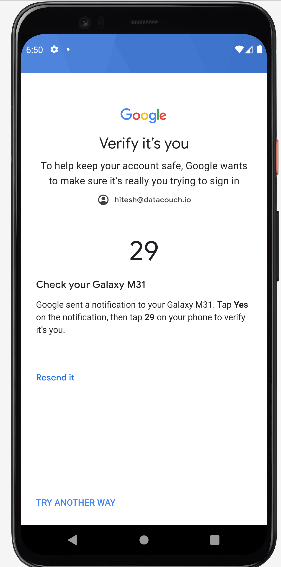 6:50
Google
Verify it's you
To help keep your account safe, Google wants
to make sure it's really you trying to sign in
hitesh@datacouch.io
29
Check your Galaxy M31
Google sent a notification to your Galaxy M31. Tap Yes
on the notification, then tap 29 on your phone to verify
it's you.
Resend it
TRY ANOTHER WAY